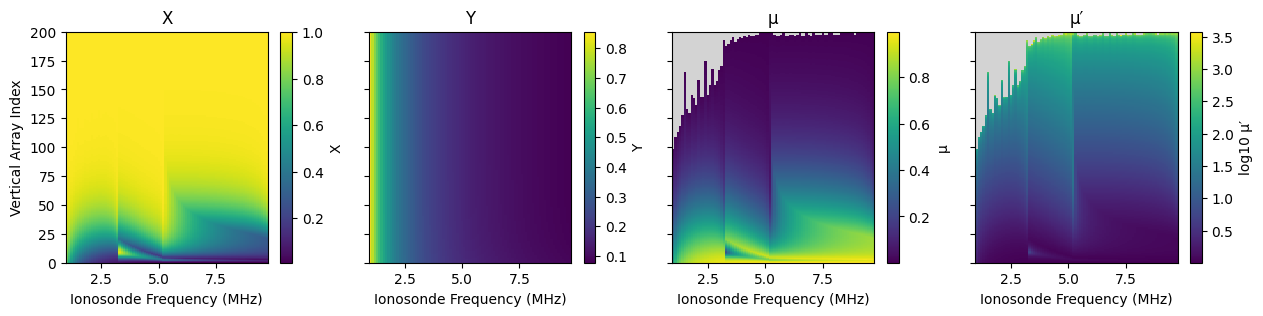 X
Y
μ
μ′
200
175
150
125
100
75
50
25
0
Vertical Array Index
2.5 5.0 7.5
Ionosonde Frequency (MHz)
1.0
0.8
0.6
0.4
0.2
X
2.5 5.0 7.5
Ionosonde Frequency (MHz)
0.8
0.7
0.6
0.5
0.4
0.3
0.2
0.1
Y
2.5 5.0 7.5
Ionosonde Frequency (MHz)
0.8
0.6
0.4
0.2
μ
2.5 5.0 7.5
Ionosonde Frequency (MHz)
3.5
3.0
2.5
2.0
1.5
1.0
0.5
log10 μ′